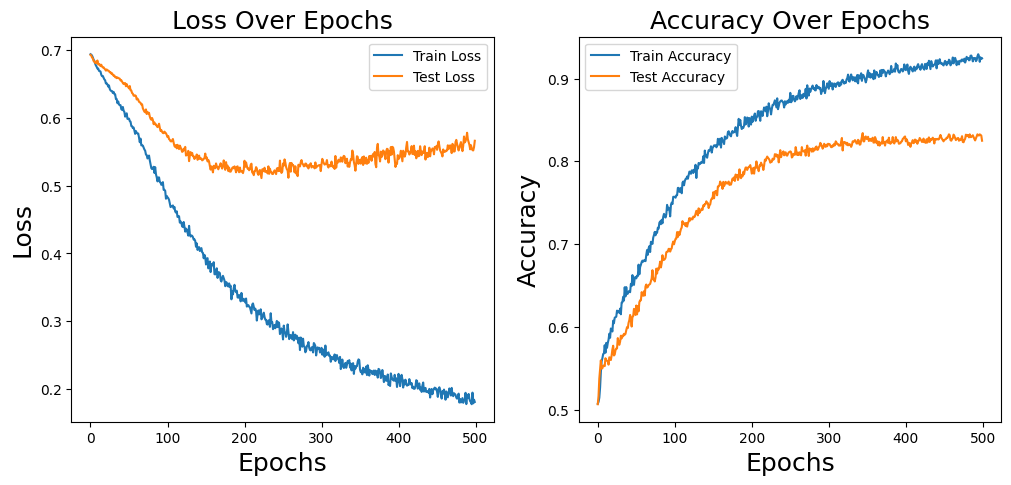 Loss Over Epochs
0.7
0.6
0.5
0.4
0.3
0.2
Loss
Train Loss
Test Loss
0
100
200
300
400
500
Epochs
Accuracy Over Epochs
0.9
0.8
0.7
0.6
0.5
Accuracy
Train Accuracy
Test Accuracy
0
100
200
300
400
500
Epochs